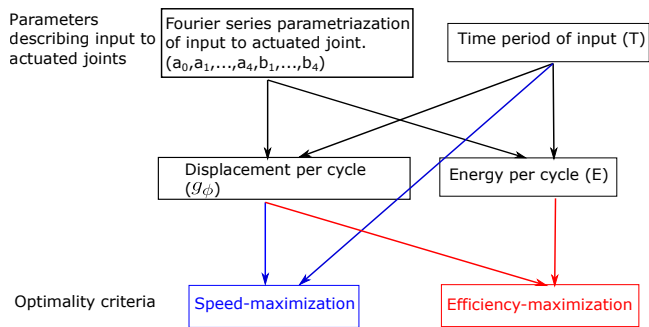 Parameters
describing input to
actuated joints
Fourier series parametriazation
of input to actuated joint.
(a₀,a₁,...,a₄,b₁,...,b₄)
Time period of input (T)
Displacement per cycle
(g_ϕ)
Energy per cycle (E)
Optimality criteria
Speed-maximization
Efficiency-maximization